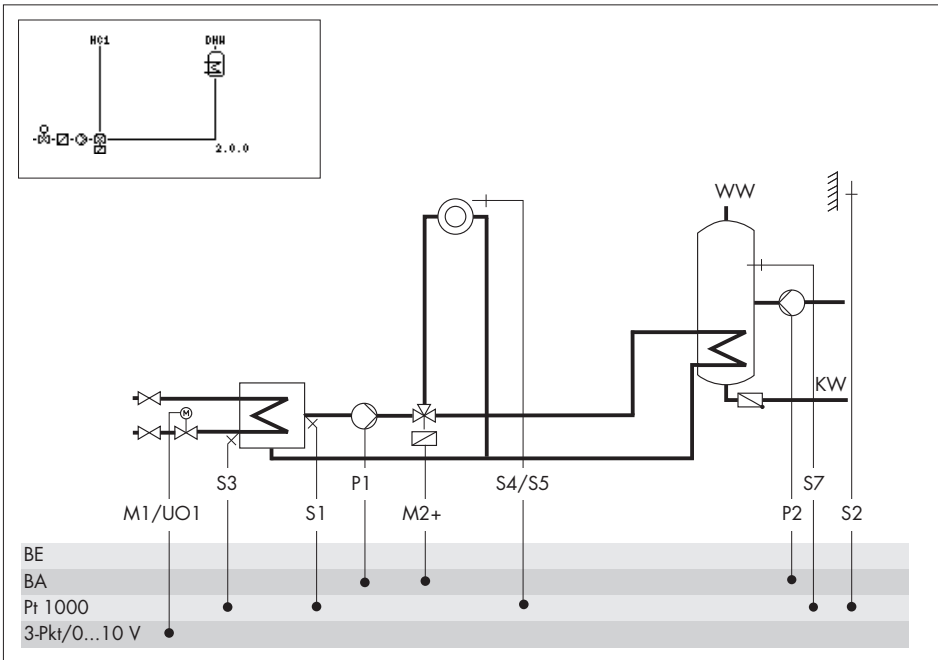 HC1 DHW
2.0.0
WW
M
KW
S3 P1 S4/S5 S7
M1/UO1 S1 M2+ P2 S2
BE
BA
Pt 1000
3-Pkt/0...10 V